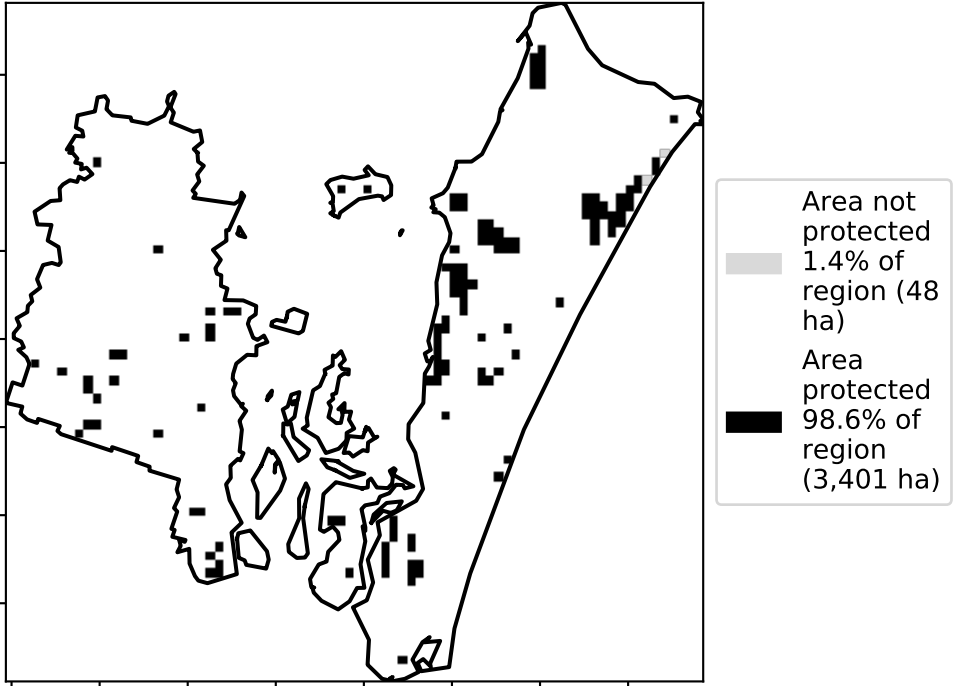 Area not
protected
1.4% of
region (48
ha)
Area
protected
98.6% of
region
(3,401 ha)